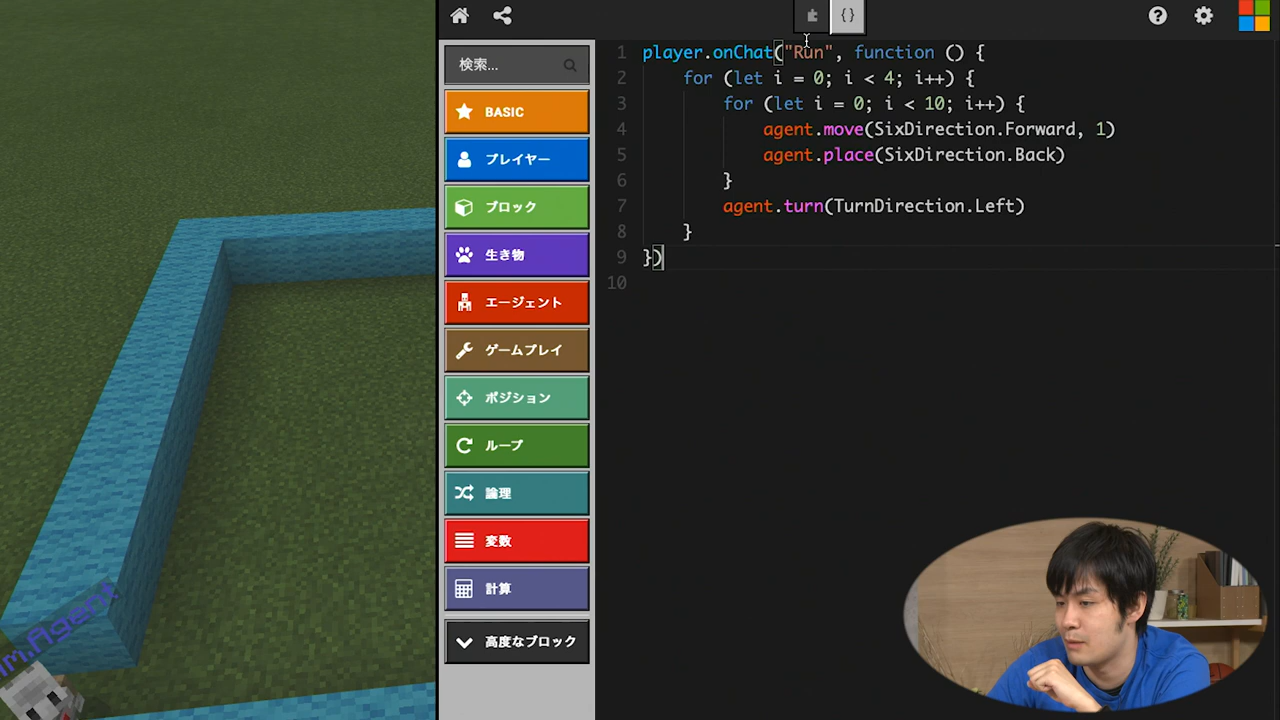 {}
検索...
BASIC
プレイヤー
ブロック
生き物
エージェント
ゲームプレイ
ポジション
ループ
論理
変数
計算
高度なブロック
1 player.onChat("Run", function () {
2 for (let i = 0; i < 4; i++) {
3 for (let i = 0; i < 10; i++) {
4 agent.move(SixDirection.Forward, 1)
5 agent.place(SixDirection.Back)
6 }
7 agent.turn(TurnDirection.Left)
8 }
9 })
10
m.Agent